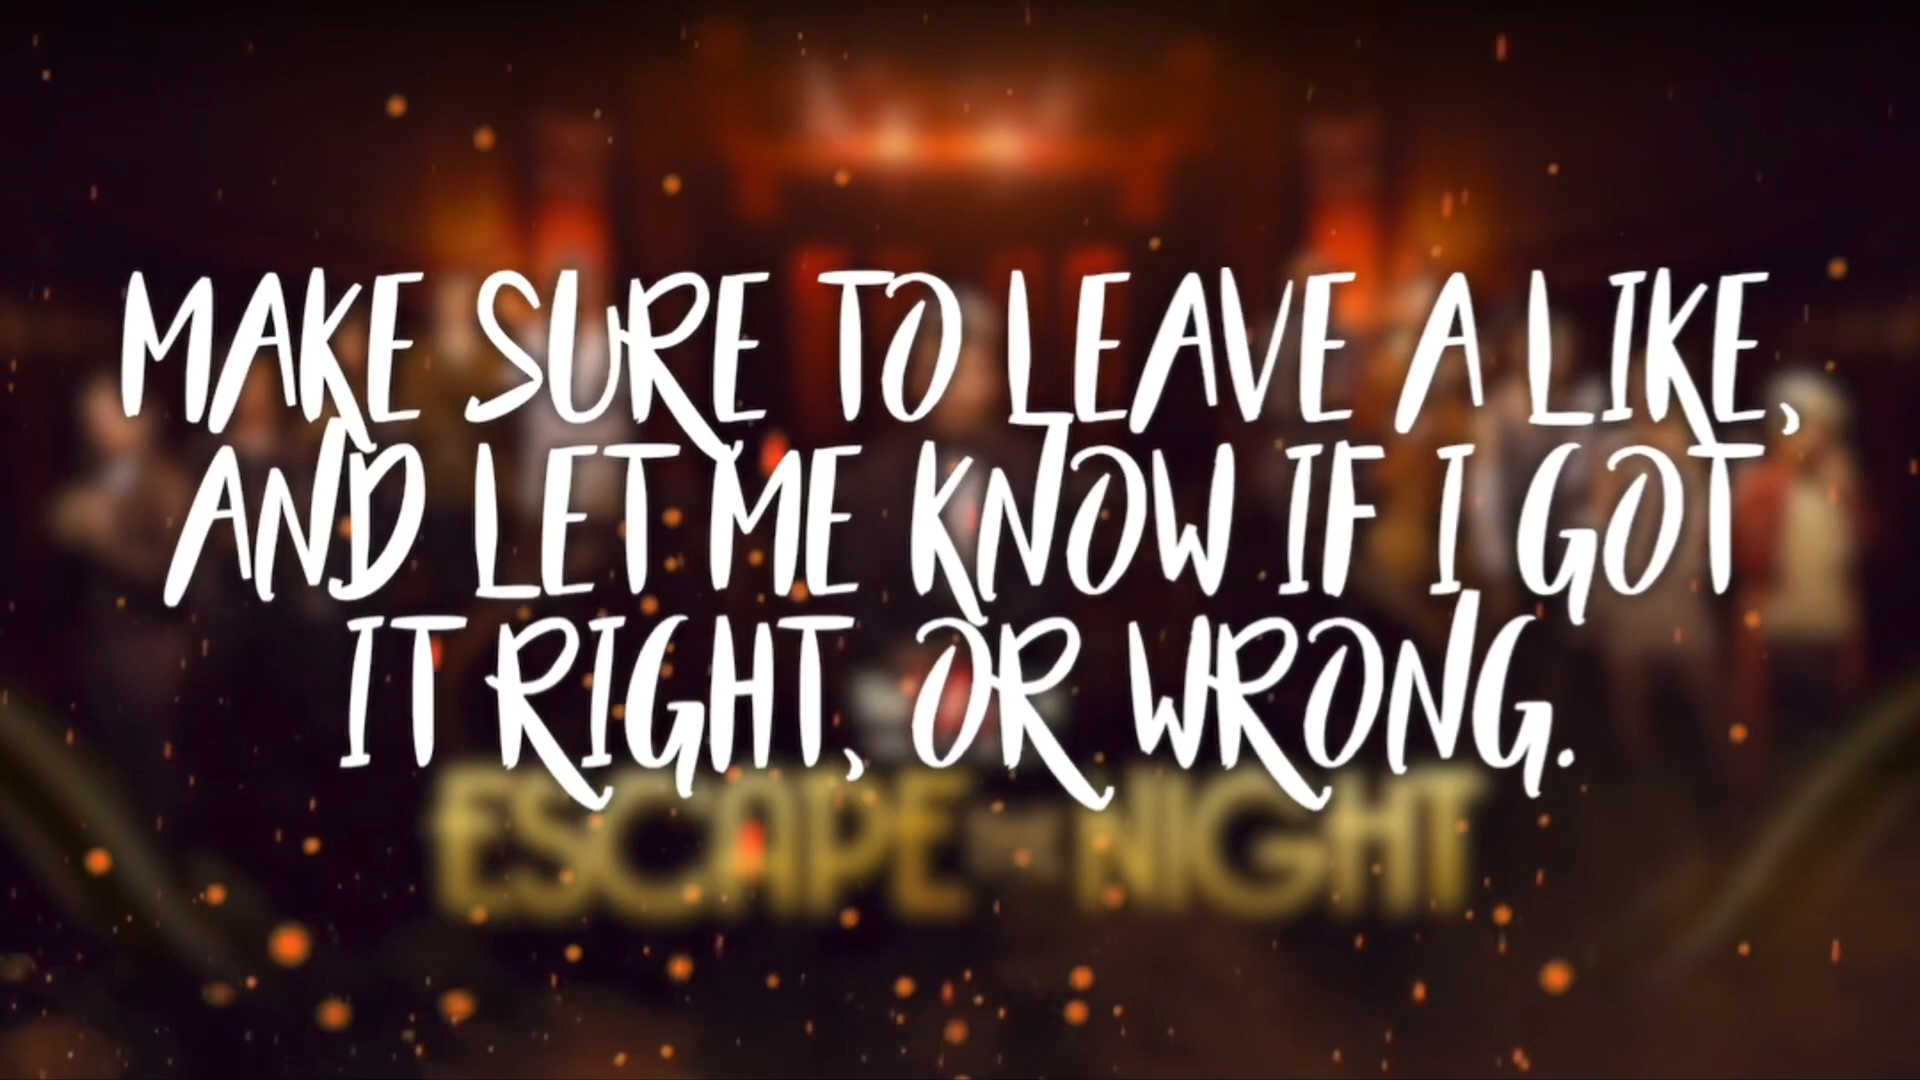 MAKE SURE TO LEAVE A LIKE,
AND LET ME KNOW IF I GOT
IT RIGHT, OR WRONG.
ESCAPE THE NIGHT